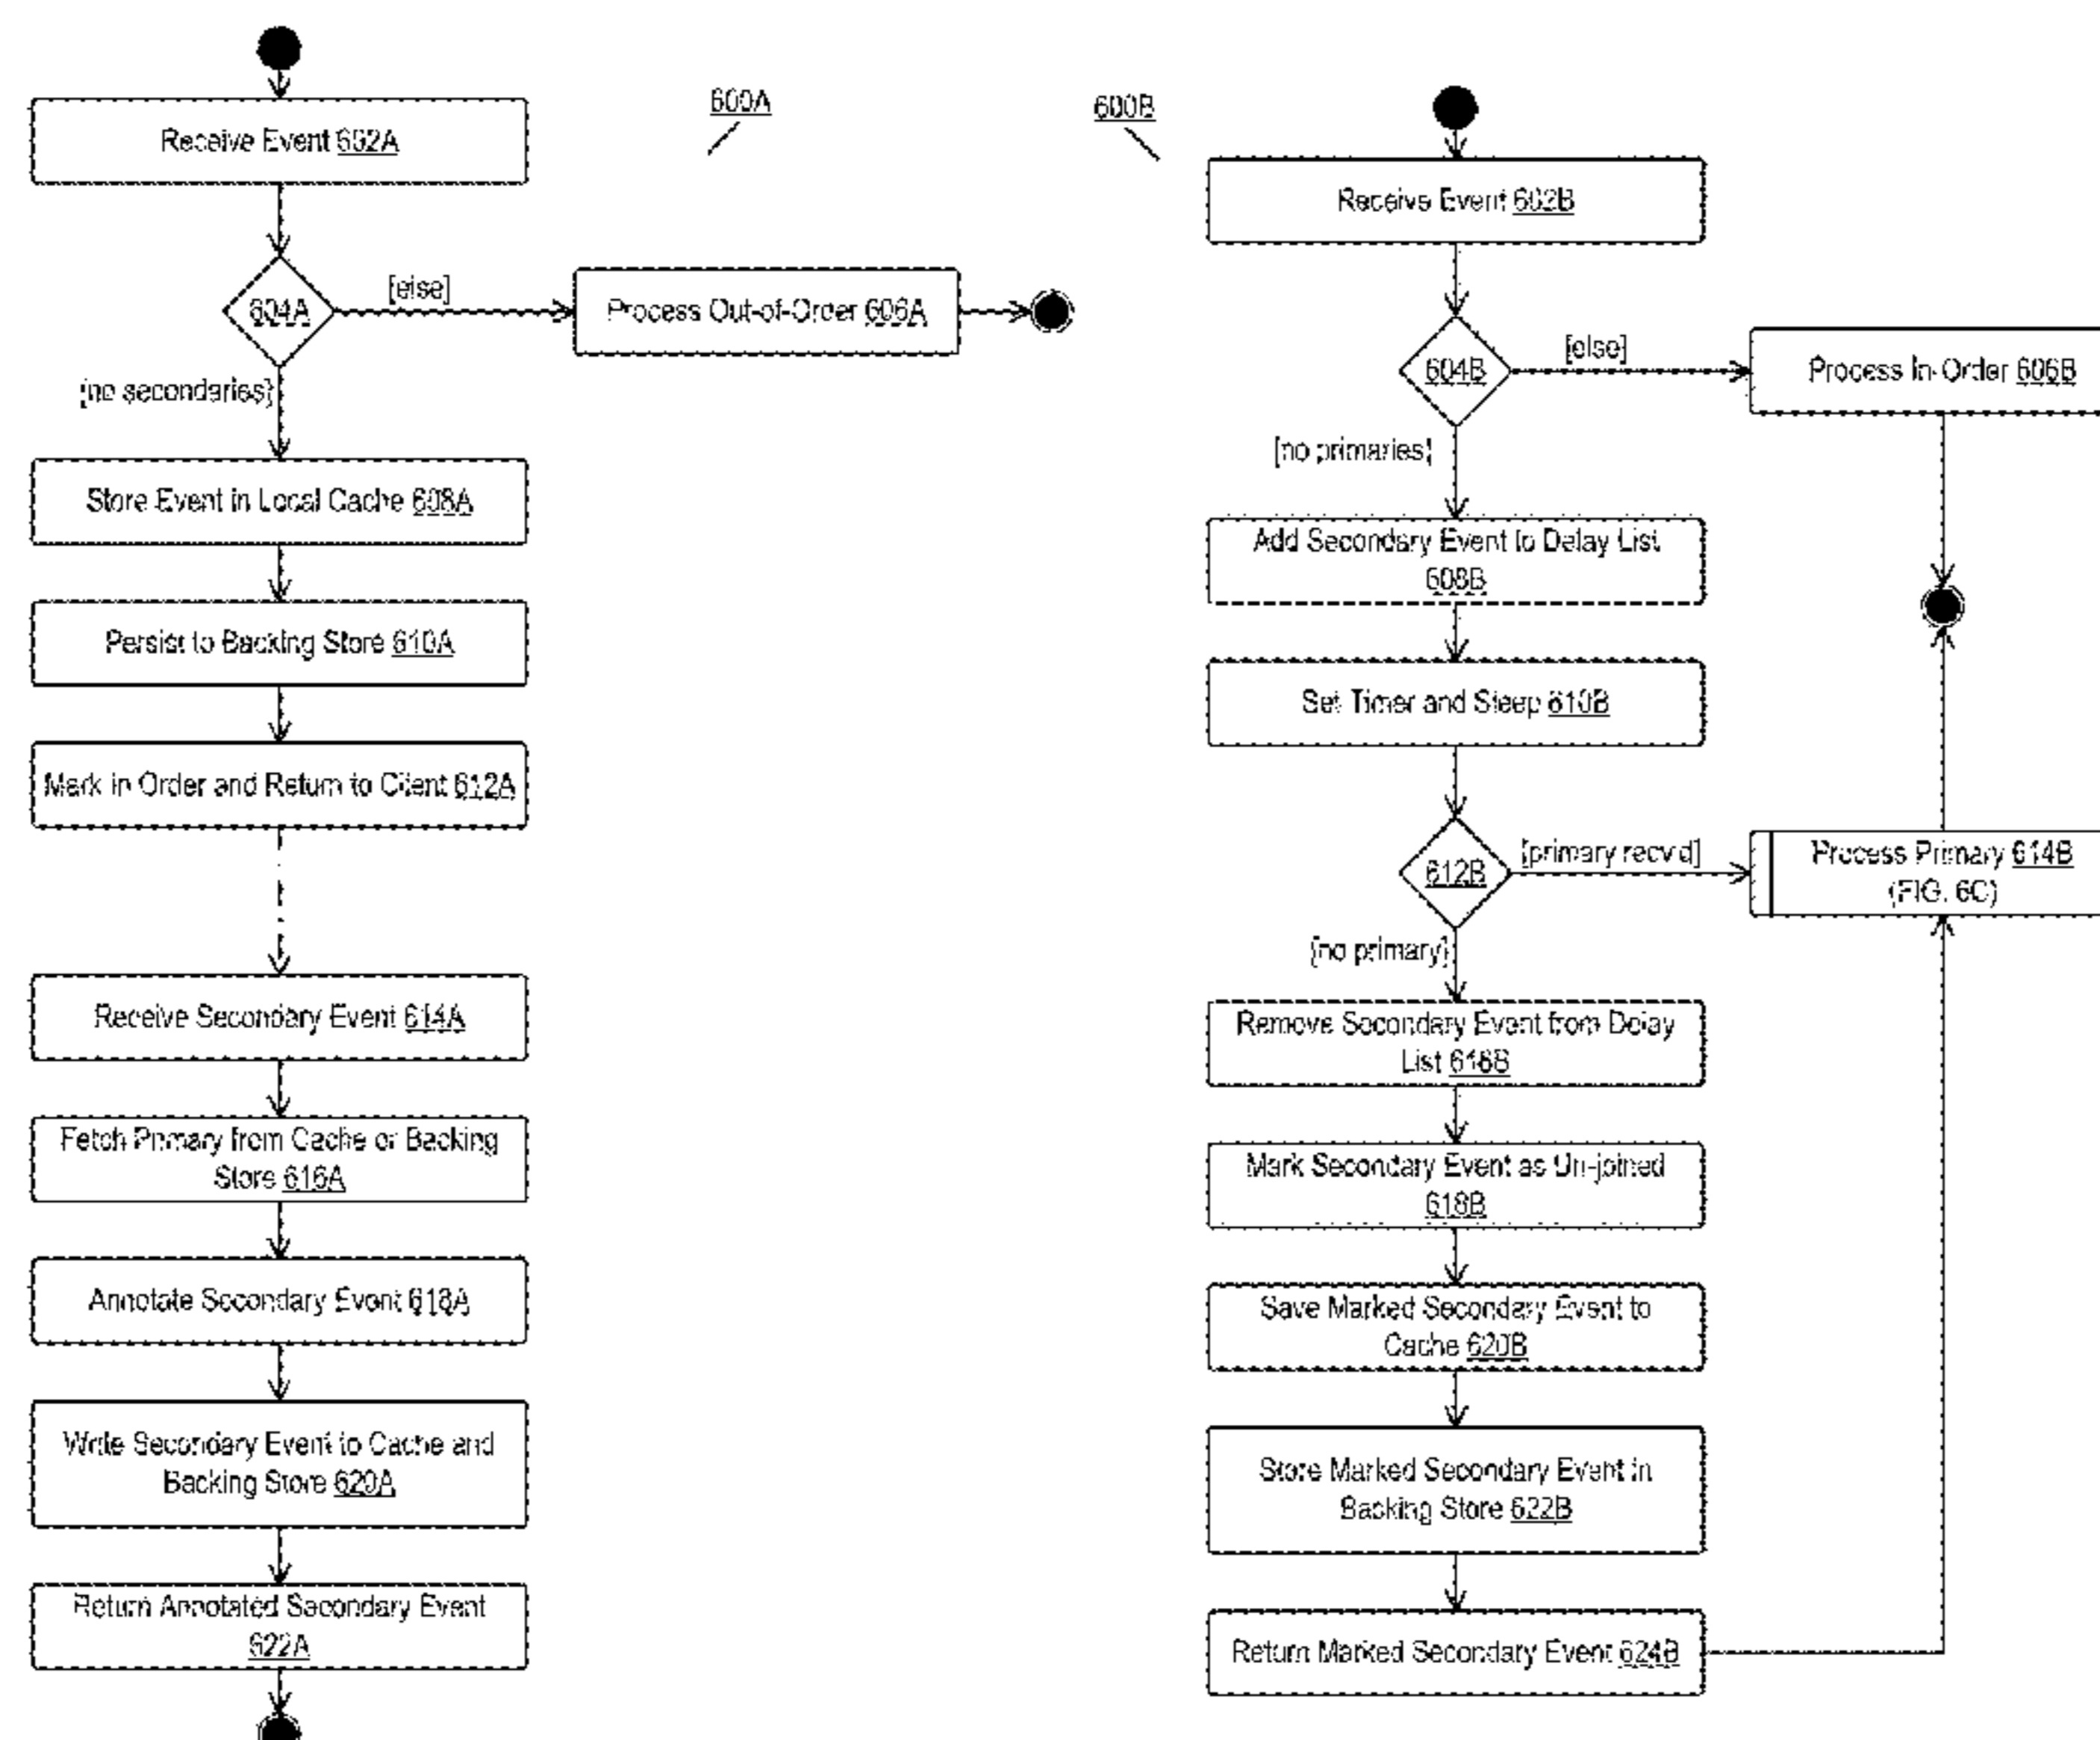 600A
Receive Event 602A
604A
[else]
Process Out-of-Order 606A
[no secondaries]
Store Event in Local Cache 608A
Persist to Backing Store 610A
Mark in Order and Return to Client 612A
Receive Secondary Event 614A
Fetch Primary from Cache or Backing
Store 616A
Annotate Secondary Event 618A
Write Secondary Event to Cache and
Backing Store 620A
Return Annotated Secondary Event
622A
600B
Receive Event 602B
604B
[else]
Process In-Order 606B
[no primaries]
Add Secondary Event to Delay List
608B
Set Timer and Sleep 610B
612B
[primary recv'd]
Process Primary 614B
(FIG. 6C)
[no primary]
Remove Secondary Event from Delay
List 616B
Mark Secondary Event as Un-joined
618B
Save Marked Secondary Event to
Cache 620B
Store Marked Secondary Event in
Backing Store 622B
Return Marked Secondary Event 624B